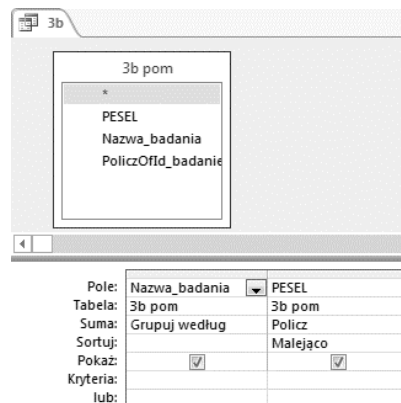 3b
3b pom
*
PESEL
Nazwa_badania
PoliczOfId_badanie
Pole: Nazwa_badania PESEL
Tabela: 3b pom 3b pom
Suma: Grupuj według Policz
Sortuj: Malejąco
Pokaż:
Kryteria:
lub: